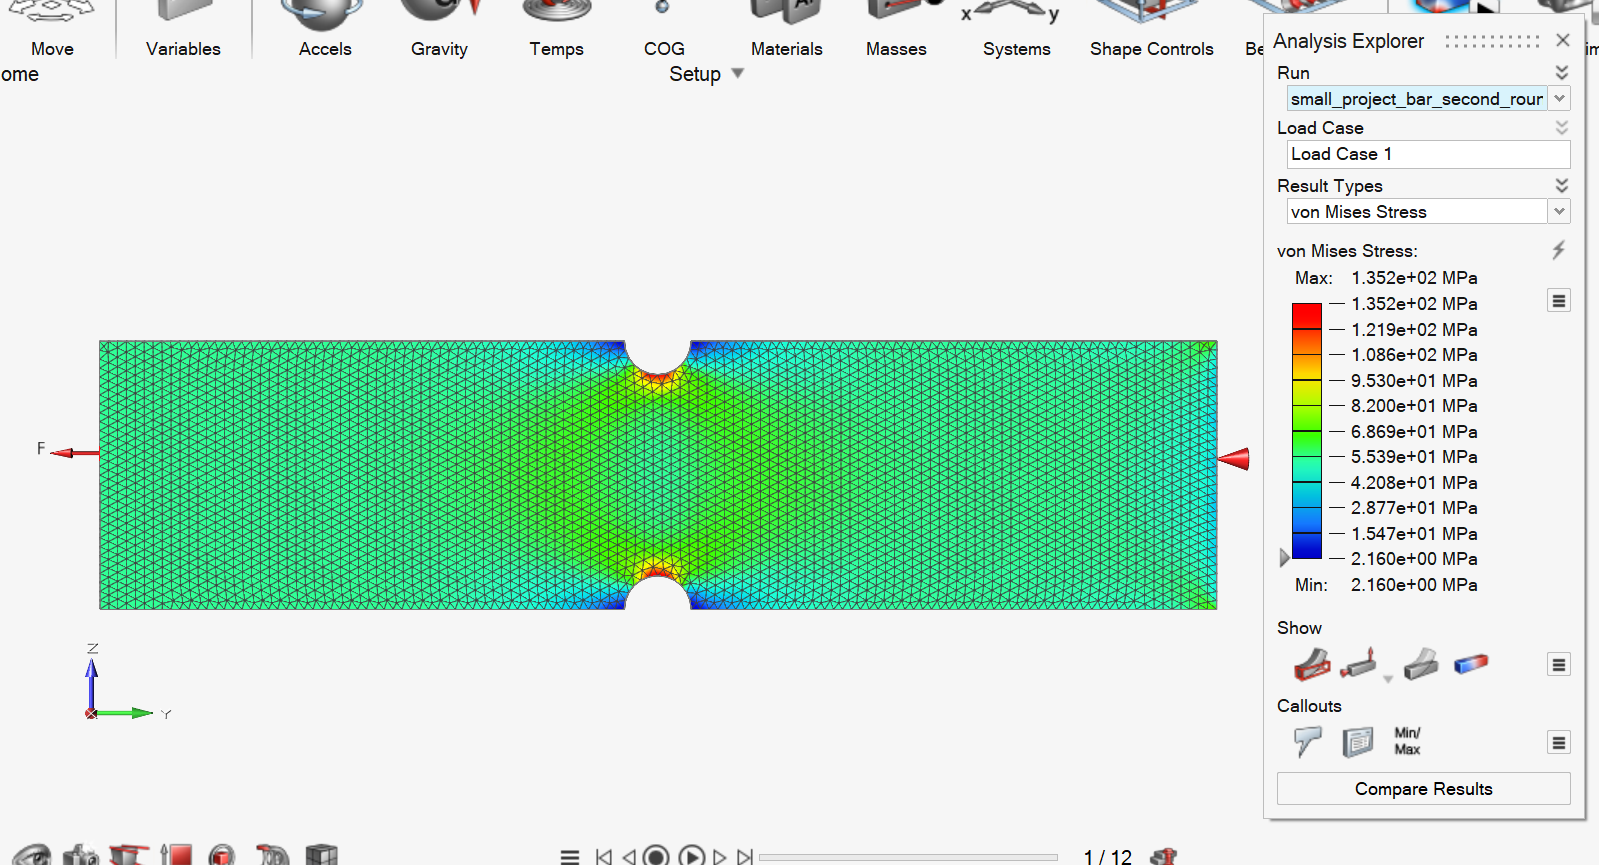 Move
Variables
Accels
Gravity
Temps
COG
Materials
Masses
x y
Systems
Shape Controls
ome
Setup
Analysis Explorer
Run
small_project_bar_second_rour
Load Case
Load Case 1
Result Types
von Mises Stress
von Mises Stress:
Max: 1.352e+02 MPa
1.352e+02 MPa
1.219e+02 MPa
1.086e+02 MPa
9.530e+01 MPa
8.200e+01 MPa
6.869e+01 MPa
5.539e+01 MPa
4.208e+01 MPa
2.877e+01 MPa
1.547e+01 MPa
2.160e+00 MPa
Min: 2.160e+00 MPa
F
Z
Y
Show
Callouts
Min/
Max
Compare Results
1 / 12